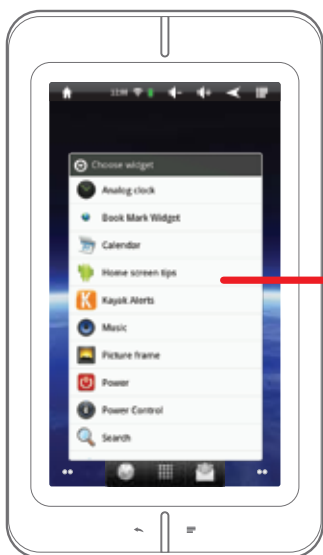 Choose widget
Analog clock
Book Mark Widget
Calendar
Home screen tips
Kayak Alerts
Music
Picture frame
Power
Power Control
Search